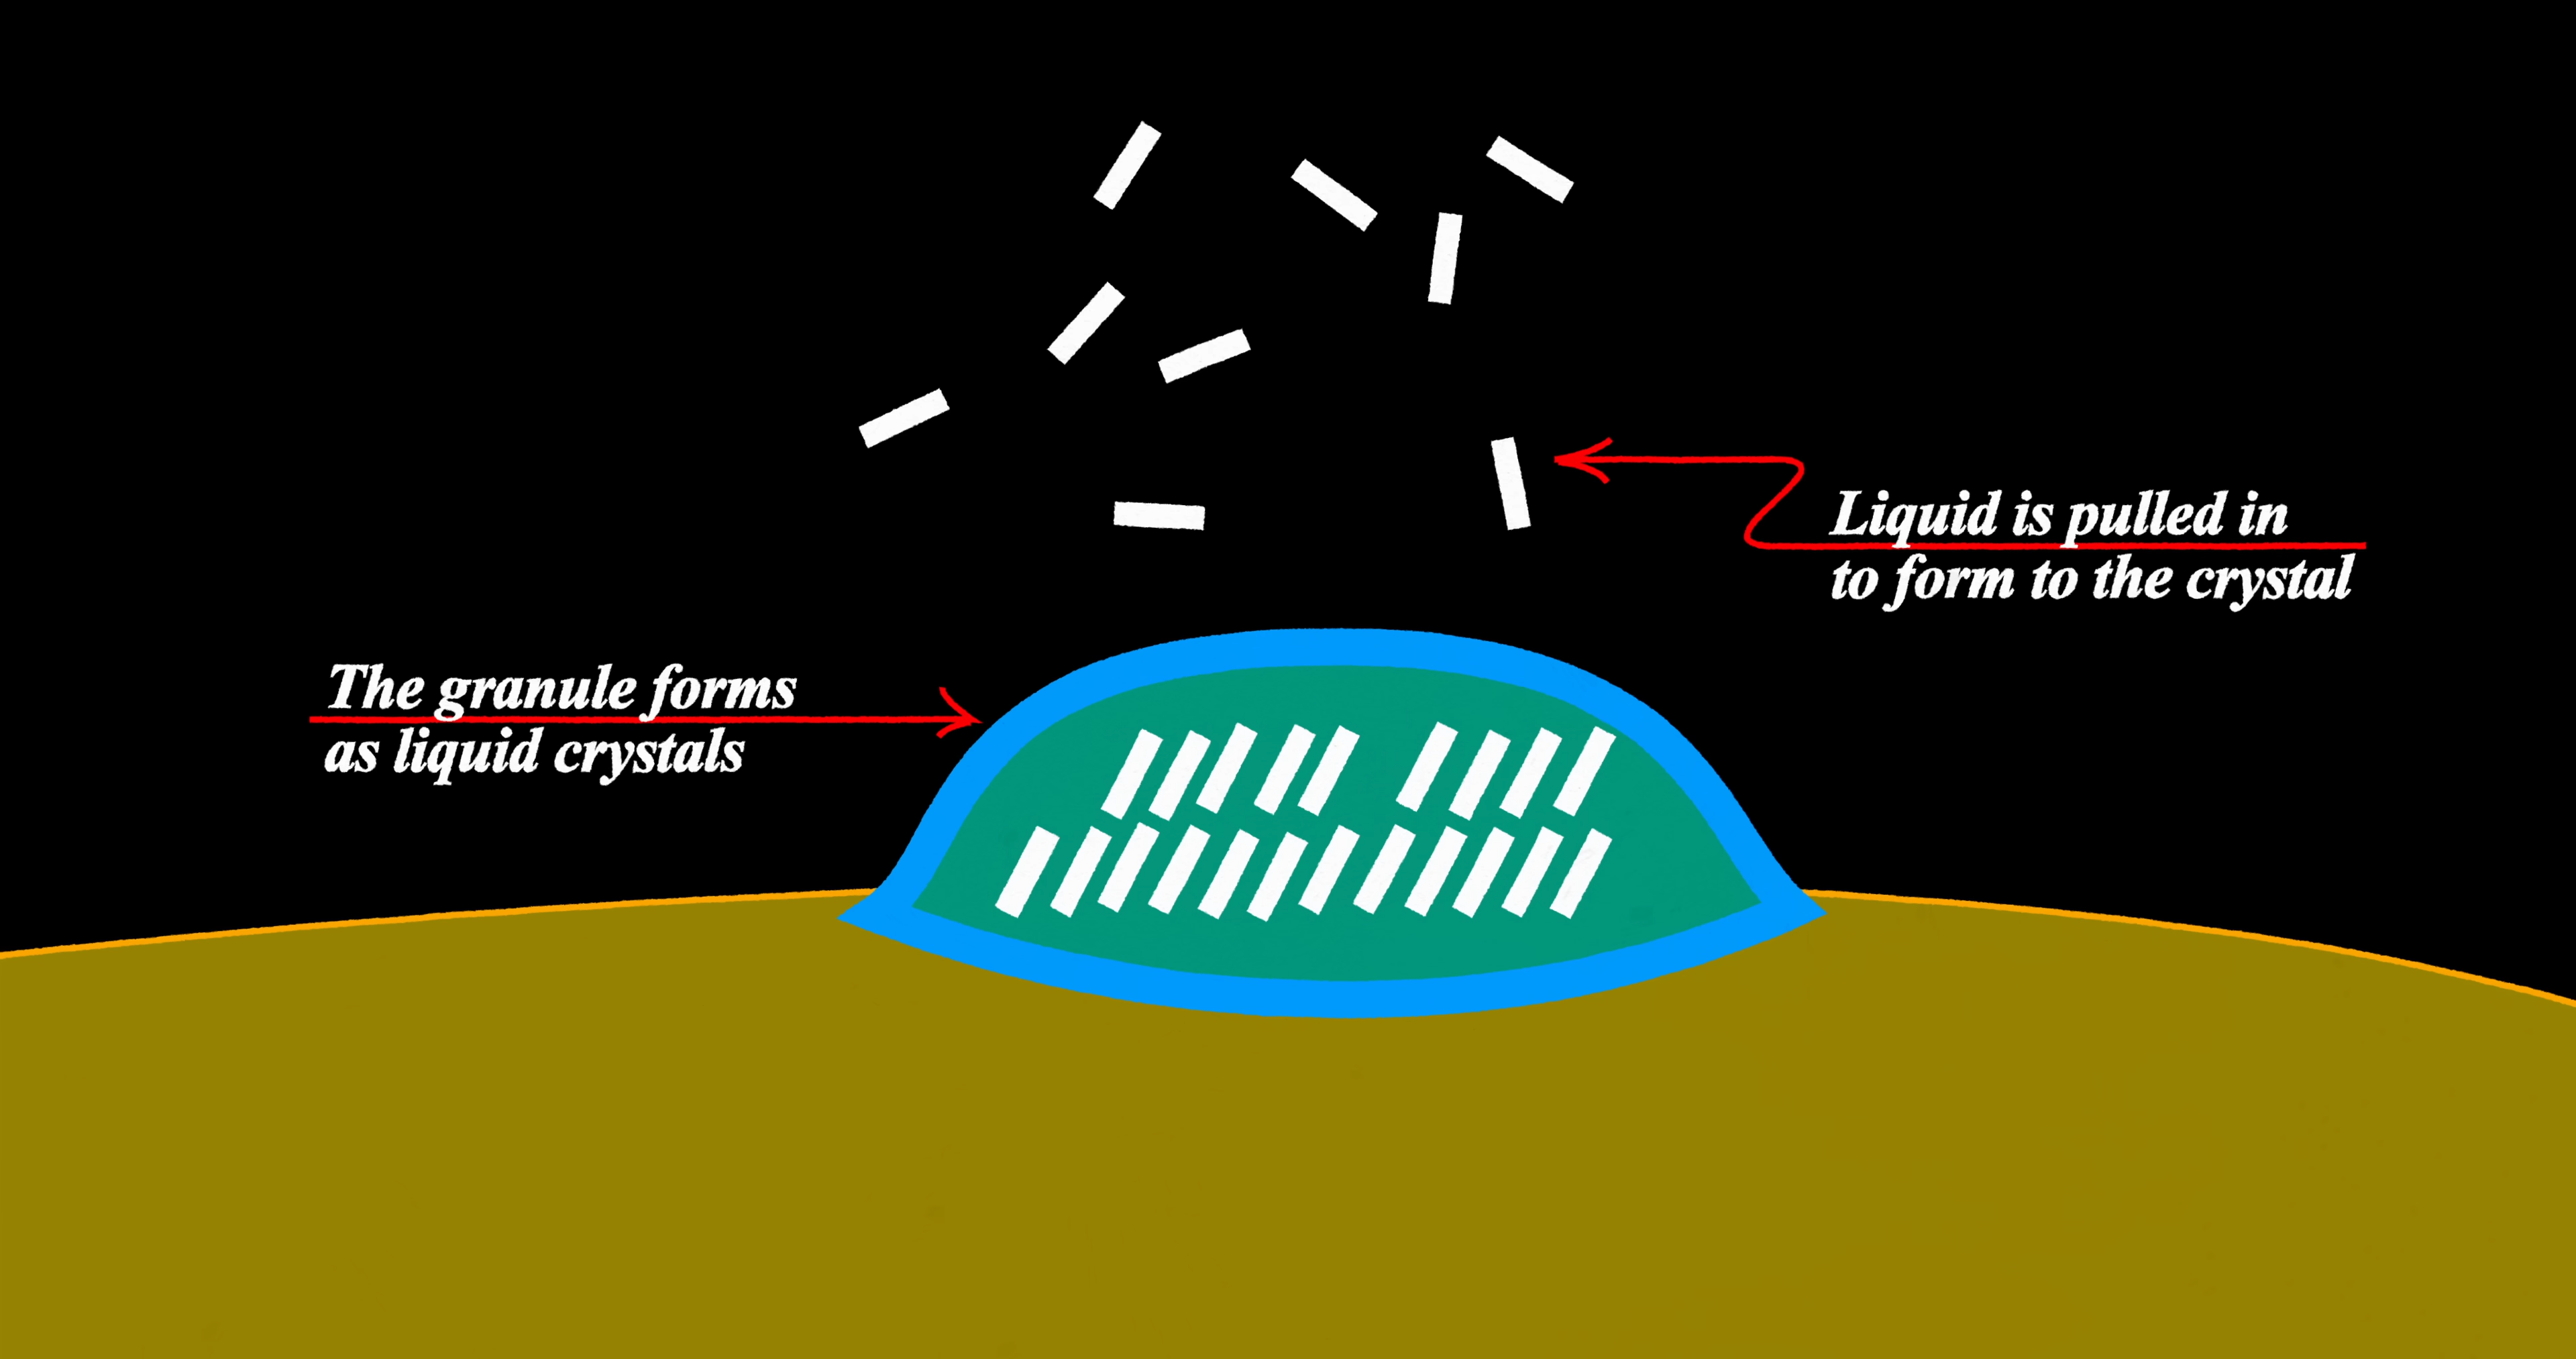 Liquid is pulled in
to form to the crystal
The granule forms
as liquid crystals